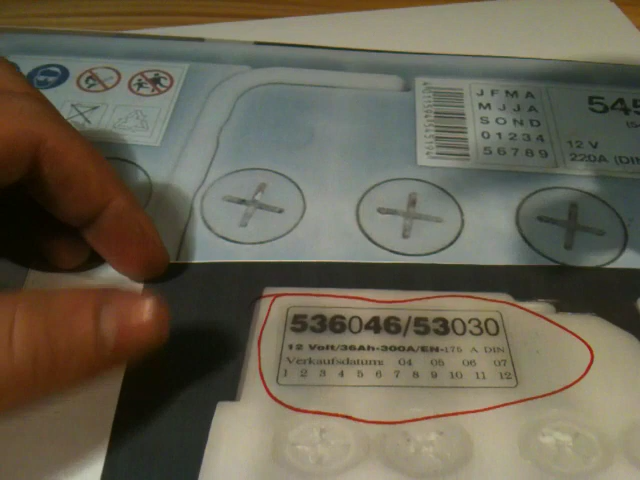 JFMA
MJJA
SOND
01234
56789
545
12 V
220A (DIN
536046/53030
12 Volt/36Ah-300A/EN-175 A DIN
Verkaufsdatum: 04 05 06 07
1 2 3 4 5 6 7 8 9 10 11 12